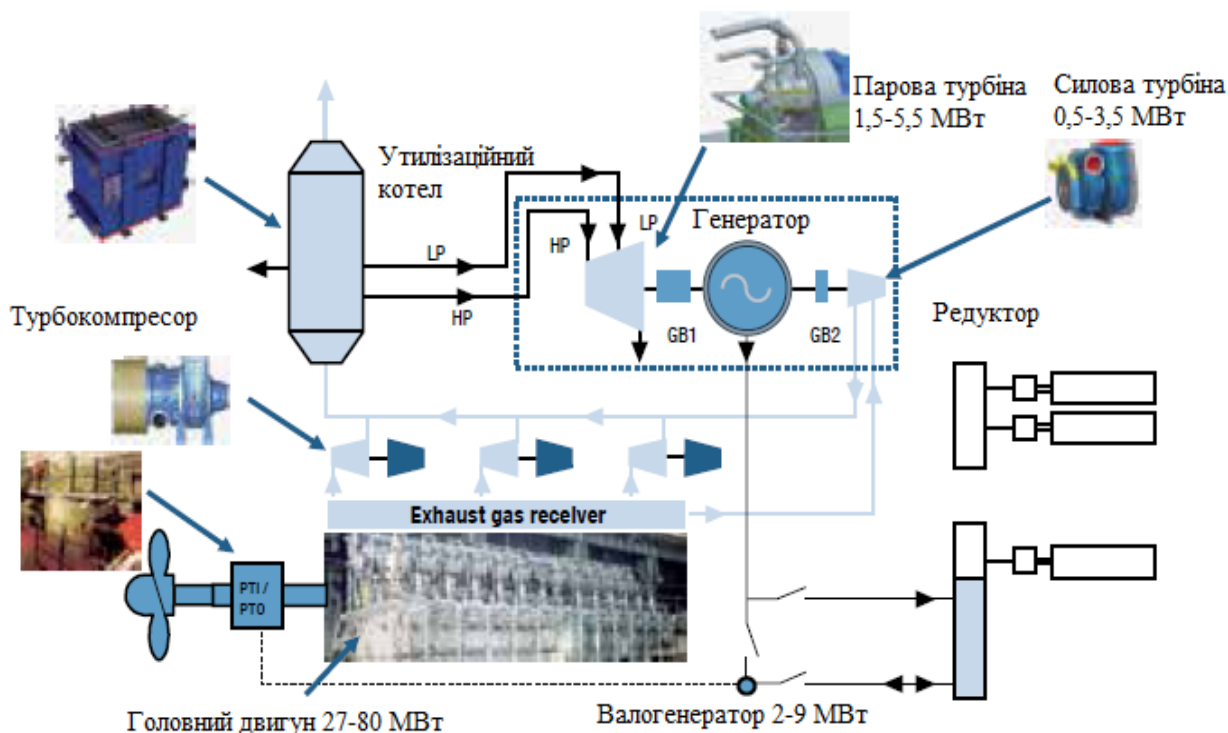 Парова турбіна
1,5-5,5 МВт
Силова турбіна
0,5-3,5 МВт
Утилизаційний
котел
LP
HP
LP
HP
Генератор
GB1
GB2
Турбокомпресор
Редуктор
Exhaust gas receiver
PTI /
PTO
Головний двигун 27-80 МВт
Валогенератор 2-9 МВт